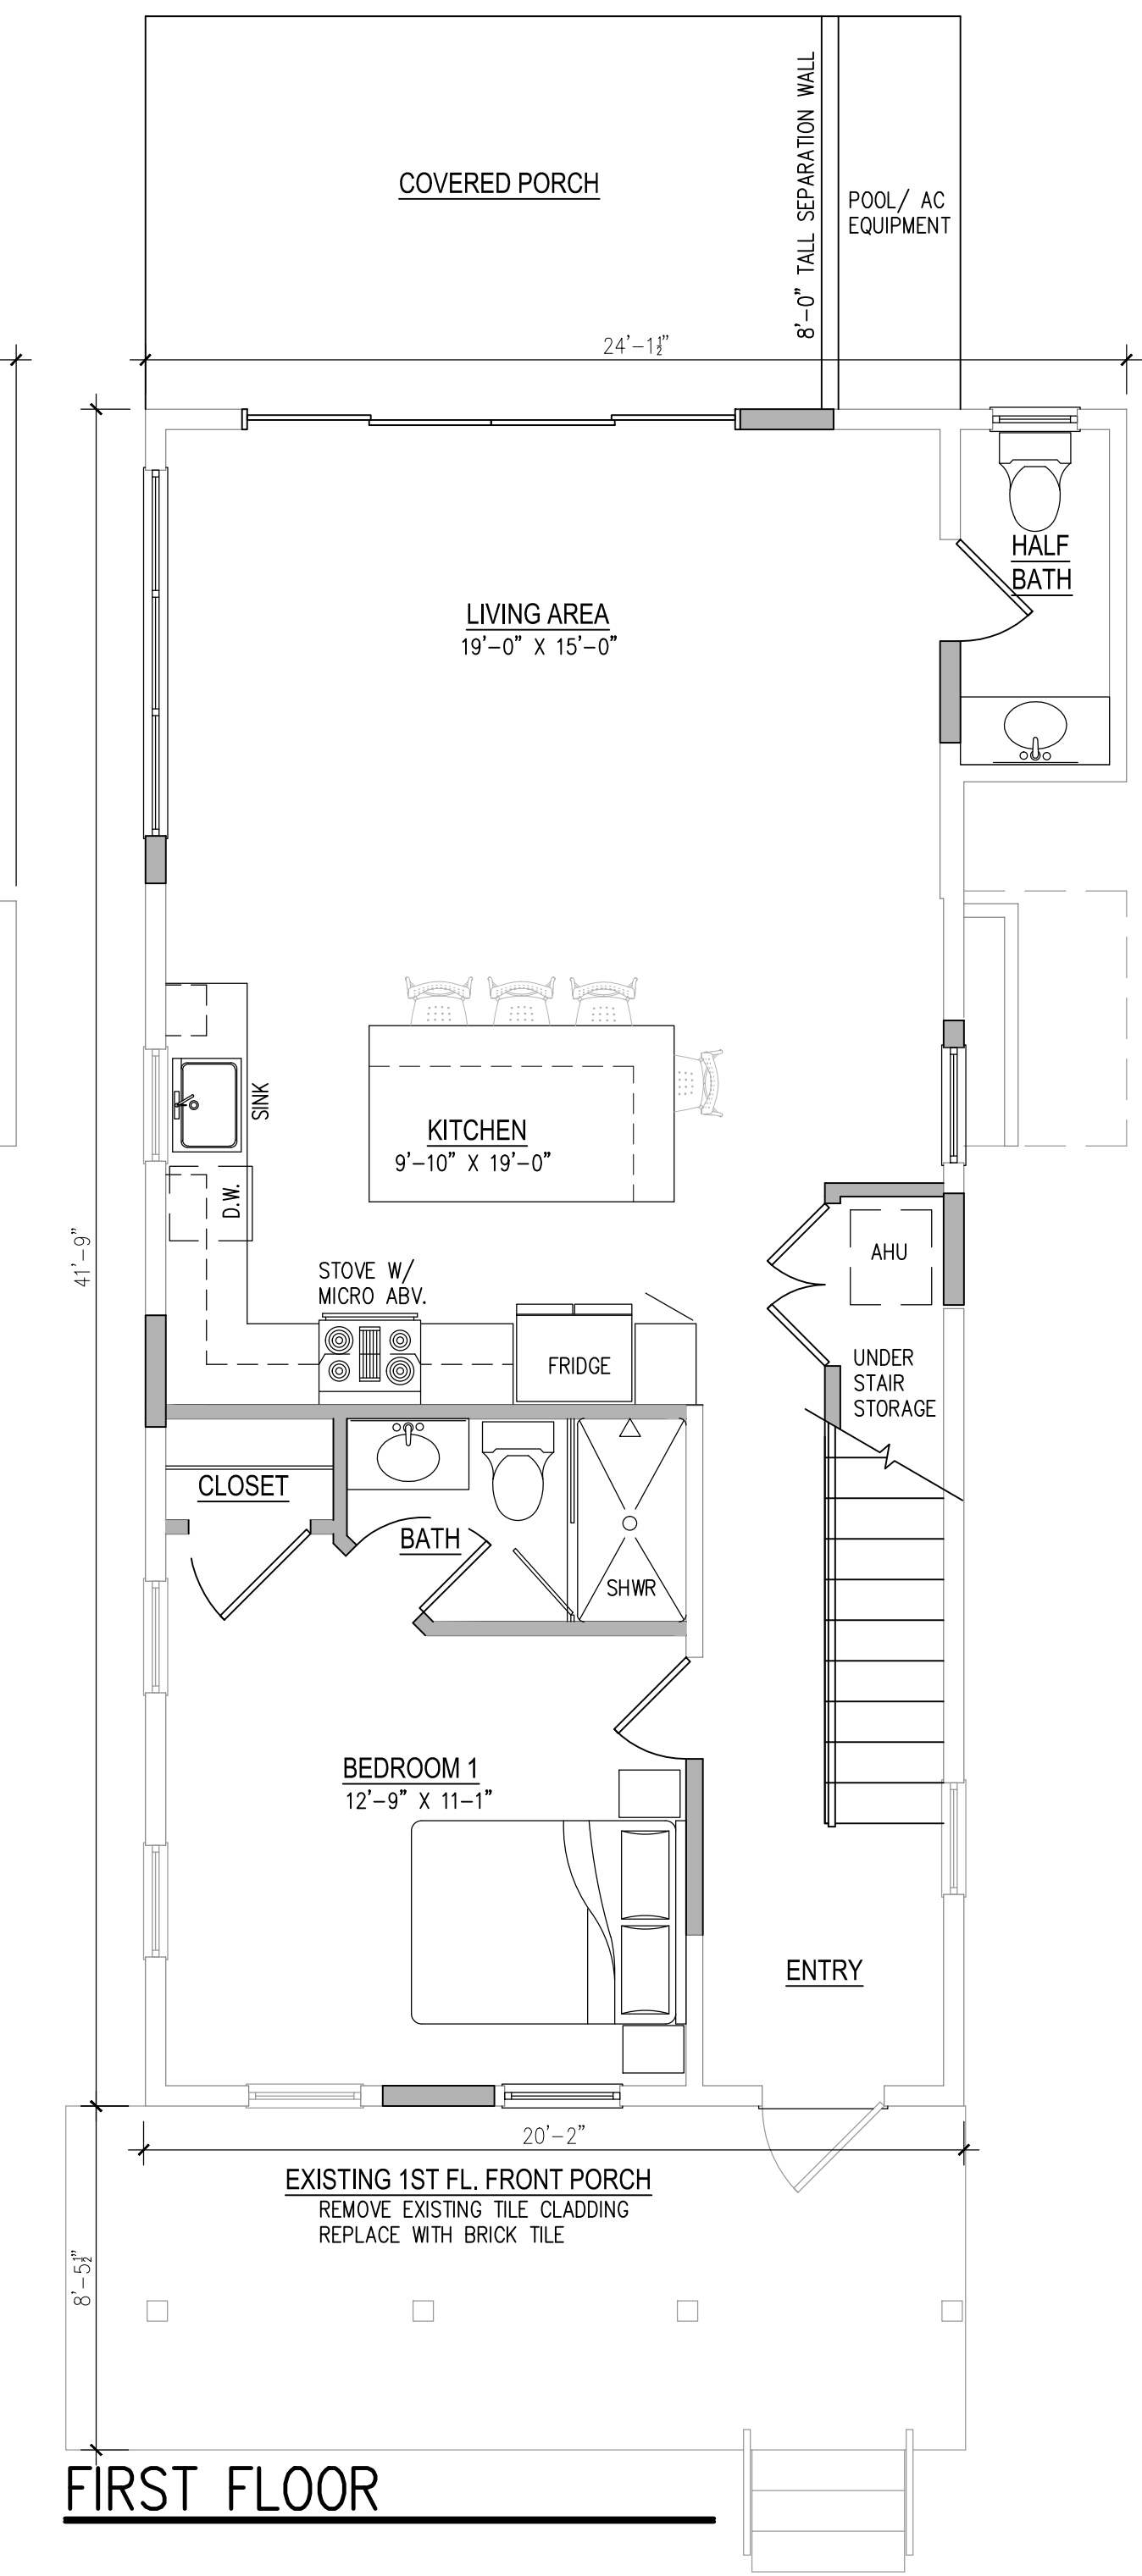 COVERED PORCH
8'-0" TALL SEPARATION WALL
POOL/ AC
EQUIPMENT
24'-1½"
HALF
BATH
LIVING AREA
19'-0" X 15'-0"
SINK
KITCHEN
9'-10" X 19'-0"
D.W.
41'-9"
AHU
STOVE W/
MICRO ABV.
FRIDGE
UNDER
STAIR
STORAGE
CLOSET
BATH
SHWR
BEDROOM 1
12'-9" X 11-1"
ENTRY
20'-2"
EXISTING 1ST FL. FRONT PORCH
REMOVE EXISTING TILE CLADDING
REPLACE WITH BRICK TILE
8'-5½"
FIRST FLOOR